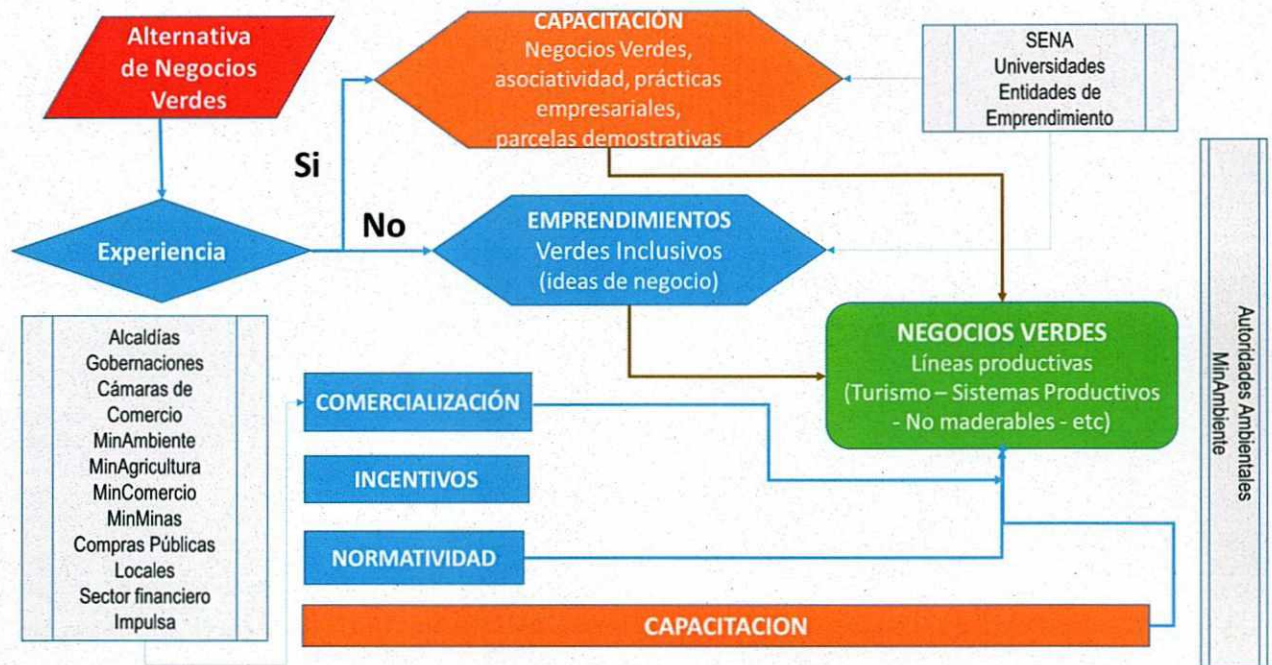 Alternativa
de Negocios
Verdes
CAPACITACIÓN
Negocios Verdes,
asociatividad, prácticas
empresariales,
parcelas demostrativas
SENA
Universidades
Entidades de
Emprendimiento
Si
No
Experiencia
EMPRENDIMIENTOS
Verdes Inclusivos
(ideas de negocio)
NEGOCIOS VERDES
Líneas productivas
(Turismo – Sistemas Productivos
- No maderables - etc)
Autoridades Ambientales
MinAmbiente
Alcaldías
Gobernaciones
Cámaras de
Comercio
MinAmbiente
MinAgricultura
MinComercio
MinMinas
Compras Públicas
Locales
Sector financiero
Impulsa
COMERCIALIZACIÓN
INCENTIVOS
NORMATIVIDAD
CAPACITACION